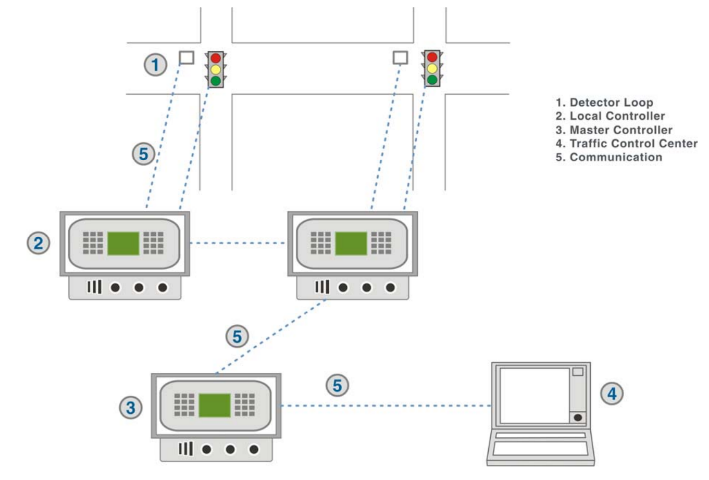 1
5
1. Detector Loop
2. Local Controller
3. Master Controller
4. Traffic Control Center
5. Communication
2
5
5
3
4